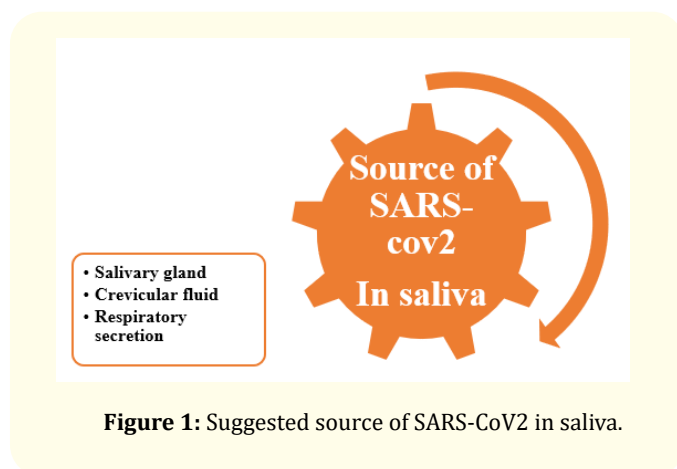 Source of
SARS-
cov2
In saliva
• Salivary gland
• Crevicular fluid
• Respiratory
secretion
Figure 1: Suggested source of SARS-CoV2 in saliva.